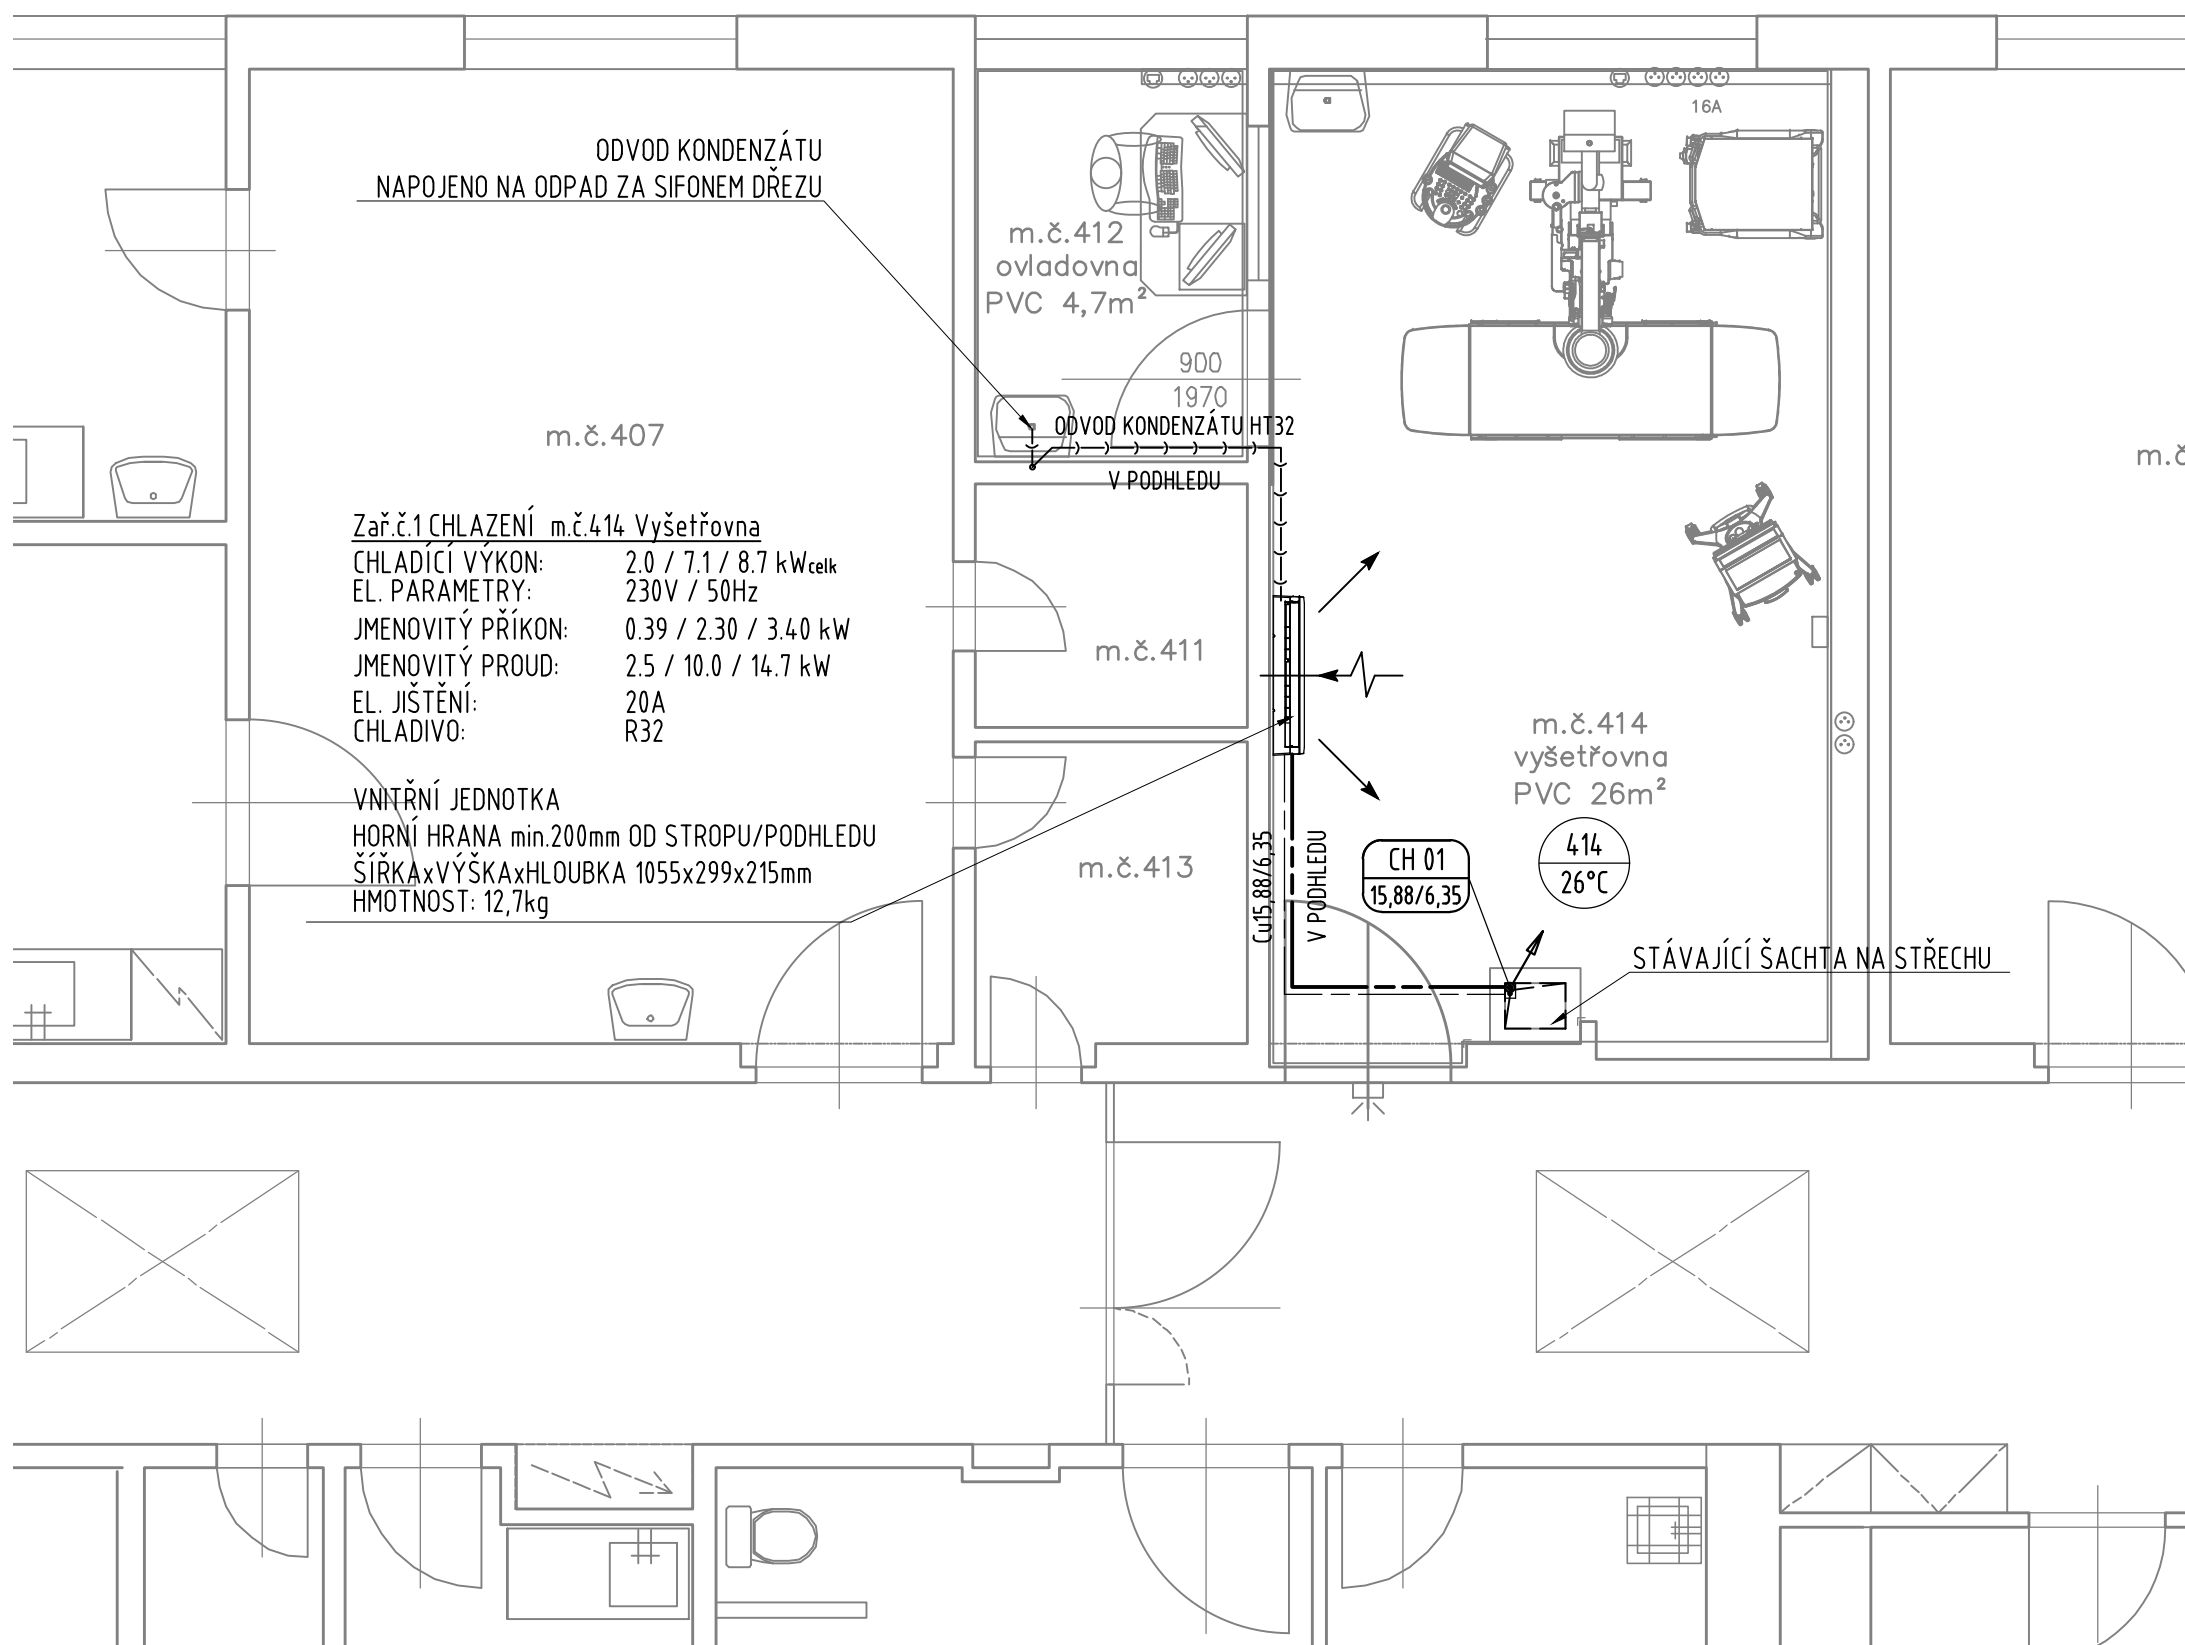 16A
ODVOD KONDENZÁTU
NAPOJENO NA ODPAD ZA SIFONEM DŘEZU
m.č.412
ovladovna
PVC 4,7m²
900
1970
ODVOD KONDENZÁTU HT32
V PODHLEDU
m.č.407
m.č
Zař.č.1 CHLAZENÍ m.č.414 Vyšetřovna
CHLADÍCÍ VÝKON: 2.0 / 7.1 / 8.7 kWcelk
EL. PARAMETRY: 230V / 50Hz
JMENOVITÝ PŘÍKON: 0.39 / 2.30 / 3.40 kW
JMENOVITÝ PROUD: 2.5 / 10.0 / 14.7 kW
EL. JIŠTĚNÍ: 20A
CHLADIVO: R32
VNITŘNÍ JEDNOTKA
HORNÍ HRANA min.200mm OD STROPU/PODHLEDU
ŠÍŘKAxVÝŠKAxHLOUBKA 1055x299x215mm
HMOTNOST: 12,7kg
m.č.411
m.č.413
m.č.414
vyšetřovna
PVC 26m²
414
26°C
CH 01
15,88/6,35
Cu15,88/6,35
V PODHLEDU
STÁVAJÍCÍ ŠACHTA NA STŘECHU